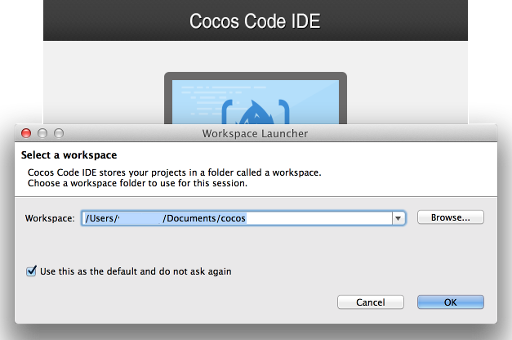 Cocos Code IDE
Workspace Launcher
Select a workspace
Cocos Code IDE stores your projects in a folder called a workspace.
Choose a workspace folder to use for this session.
Workspace: /Users/ /Documents/cocos Browse...
Use this as the default and do not ask again
Cancel OK